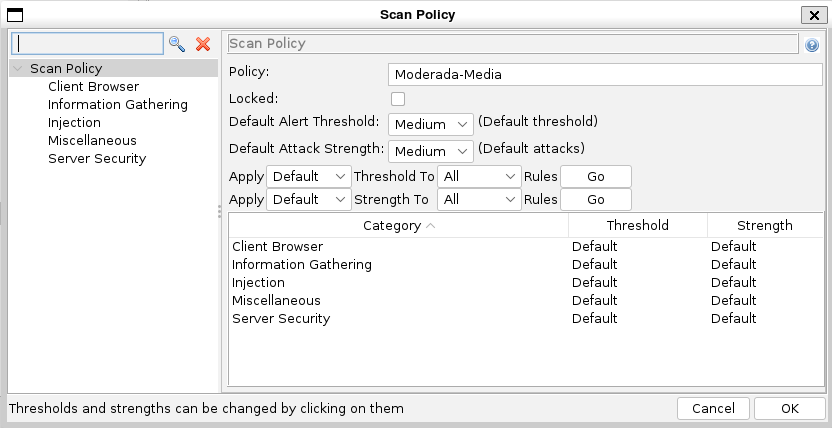 Scan Policy
Scan Policy
Client Browser
Information Gathering
Injection
Miscellaneous
Server Security
Scan Policy
Policy: Moderada-Media
Locked:
Default Alert Threshold: Medium (Default threshold)
Default Attack Strength: Medium (Default attacks)
Apply Default Threshold To All Rules Go
Apply Default Strength To All Rules Go
Category Threshold Strength
Client Browser Default Default
Information Gathering Default Default
Injection Default Default
Miscellaneous Default Default
Server Security Default Default
Thresholds and strengths can be changed by clicking on them Cancel OK